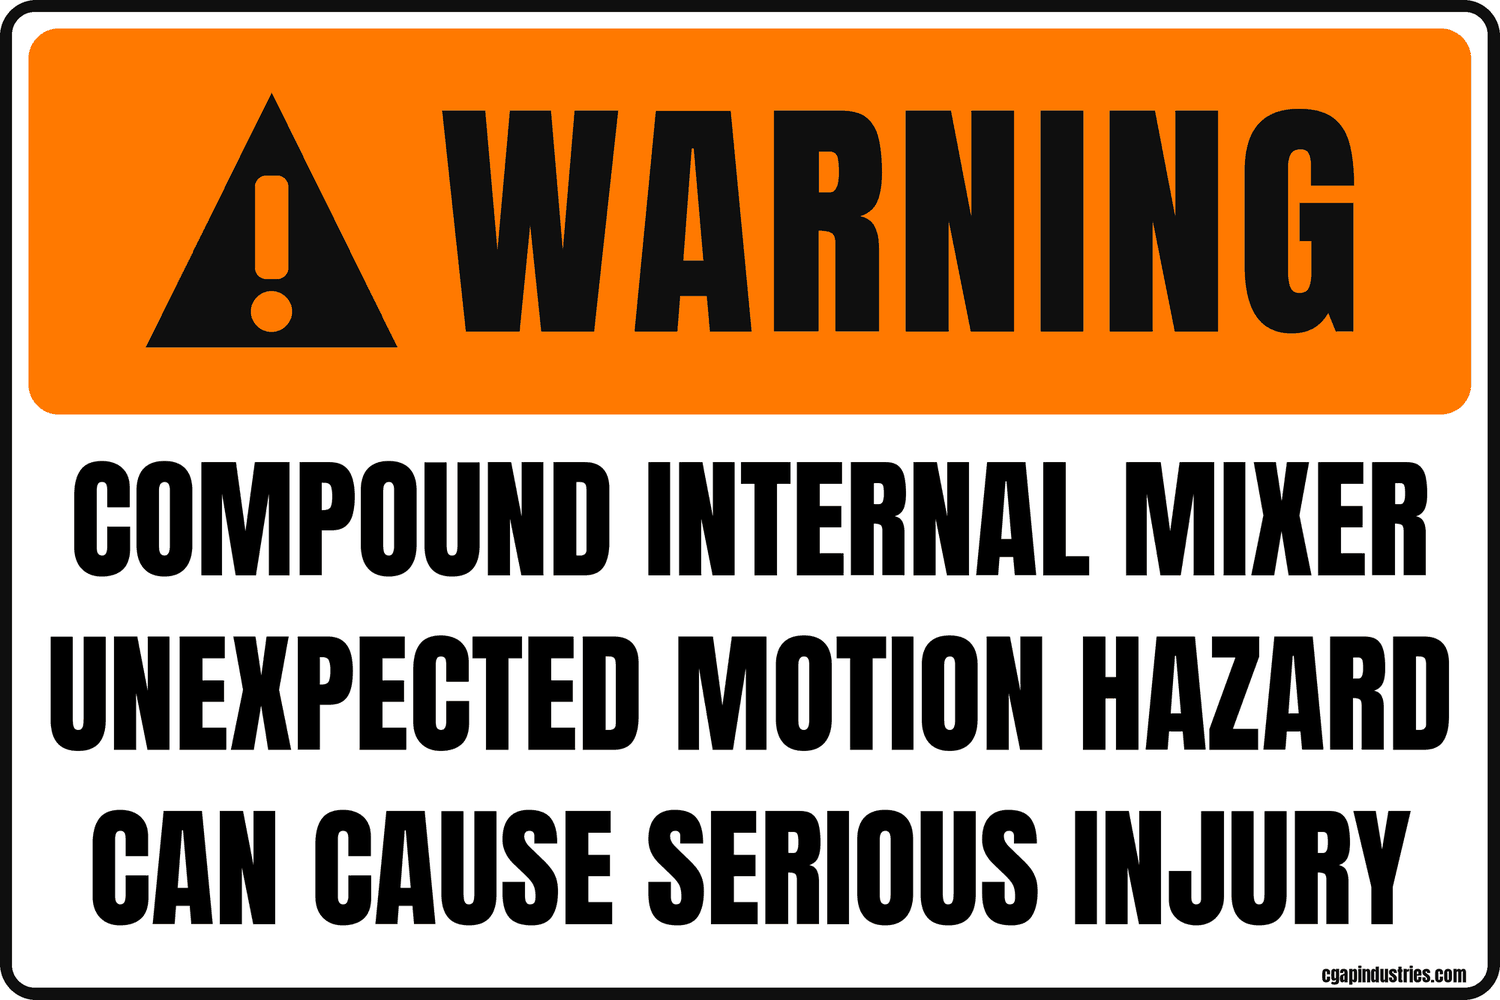 WARNING
COMPOUND INTERNAL MIXER
UNEXPECTED MOTION HAZARD
CAN CAUSE SERIOUS INJURY
cgapindustries.com